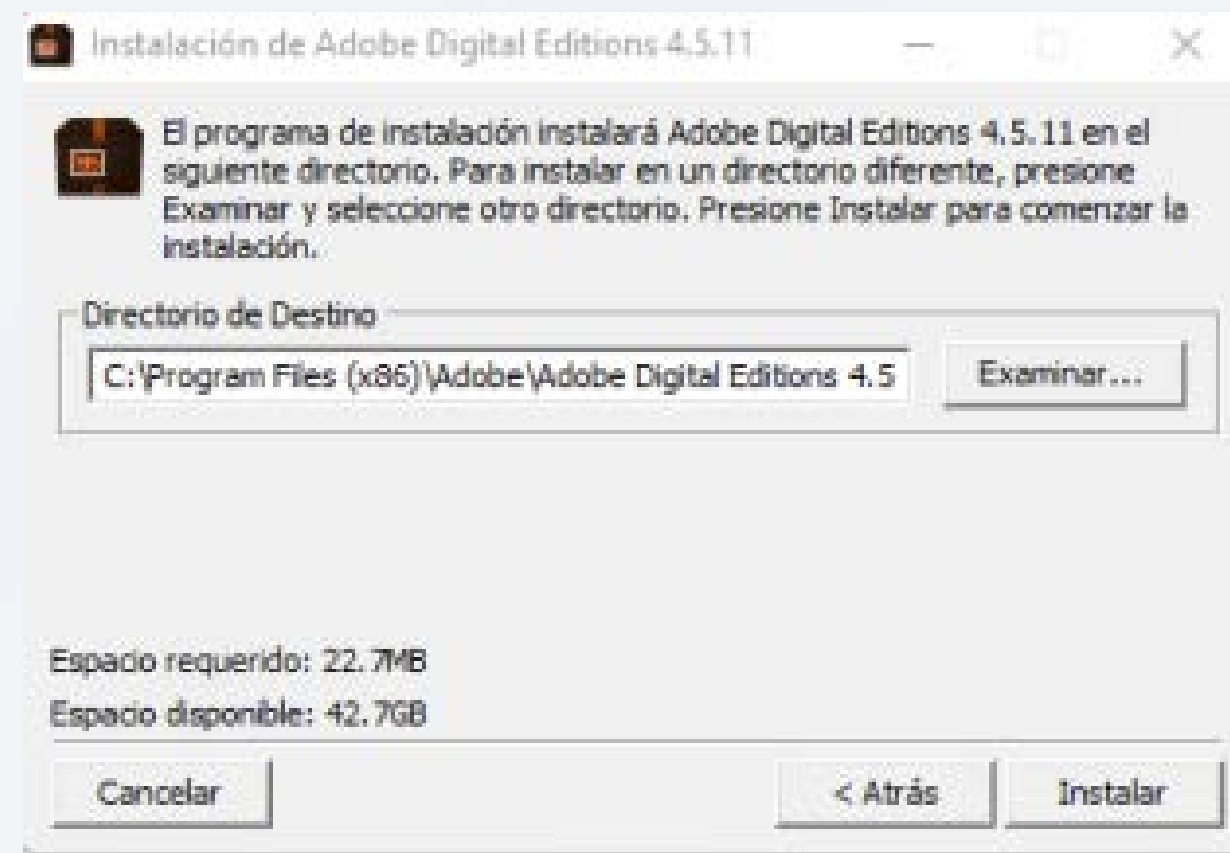 Instalación de Adobe Digital Editions 4.5.11
El programa de instalación instalará Adobe Digital Editions 4.5.11 en el
siguiente directorio. Para instalar en un directorio diferente, presione
Examinar y seleccione otro directorio. Presione Instalar para comenzar la
instalación.
Directorio de Destino
C:\Program Files (x86)\Adobe\Adobe Digital Editions 4.5
Examinar...
Espacio requerido: 22.7MB
Espacio disponible: 42.7GB
Cancelar
< Atrás
Instalar